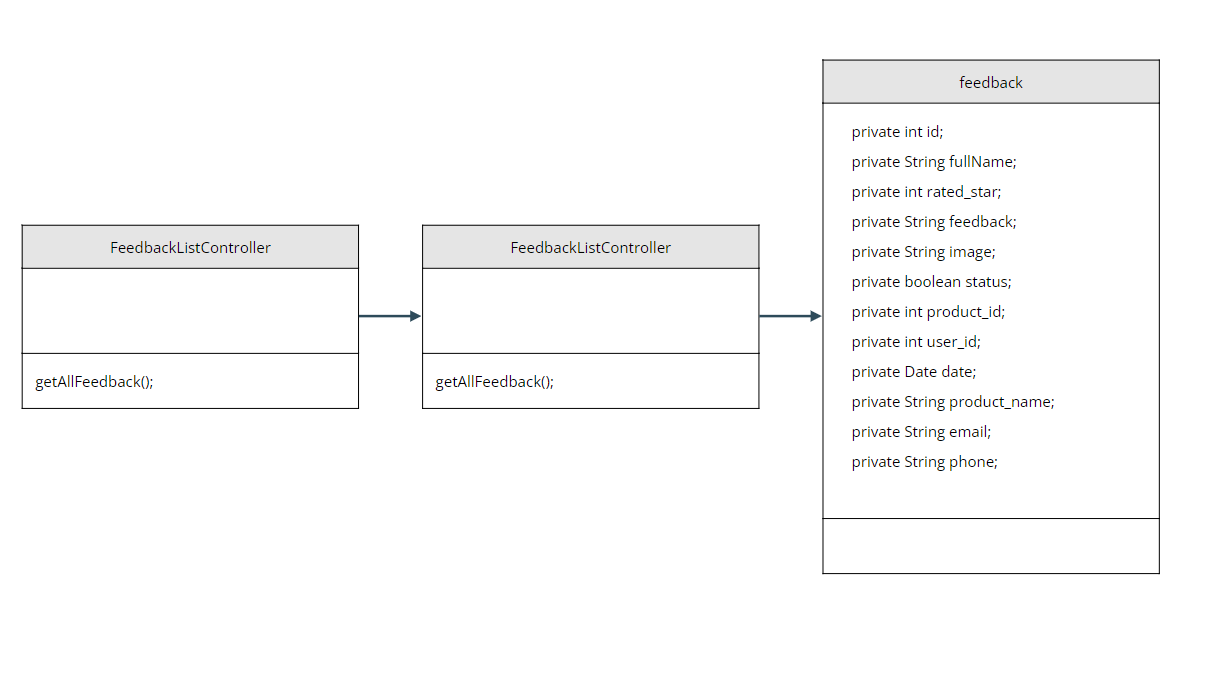 FeedbackListController
getAllFeedback();
FeedbackListController
getAllFeedback();
feedback
private int id;
private String fullName;
private int rated_star;
private String feedback;
private String image;
private boolean status;
private int product_id;
private int user_id;
private Date date;
private String product_name;
private String email;
private String phone;